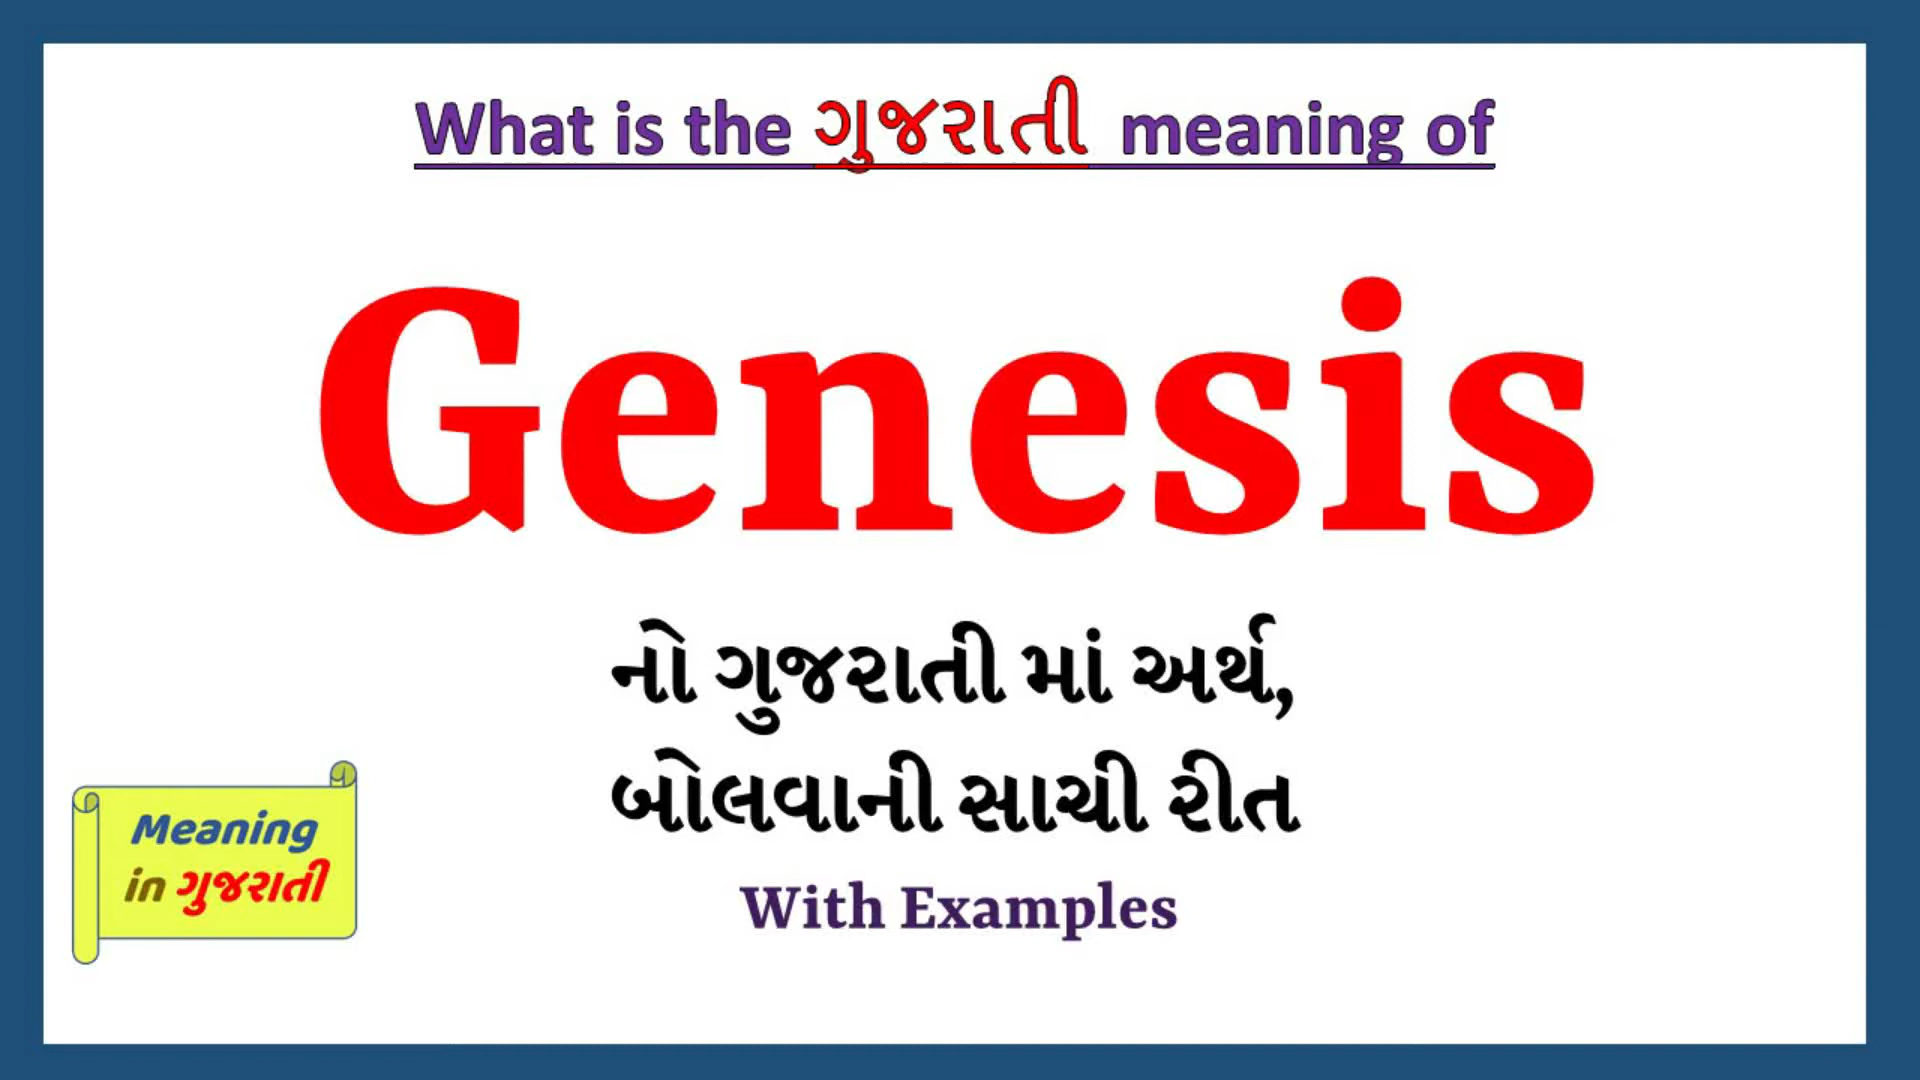 What is the ગુજરાતી meaning of
Genesis
નો ગુજરાતી માં અર્થ,
બોલવાની સાચી રીત
With Examples
Meaning
in ગુજરાતી